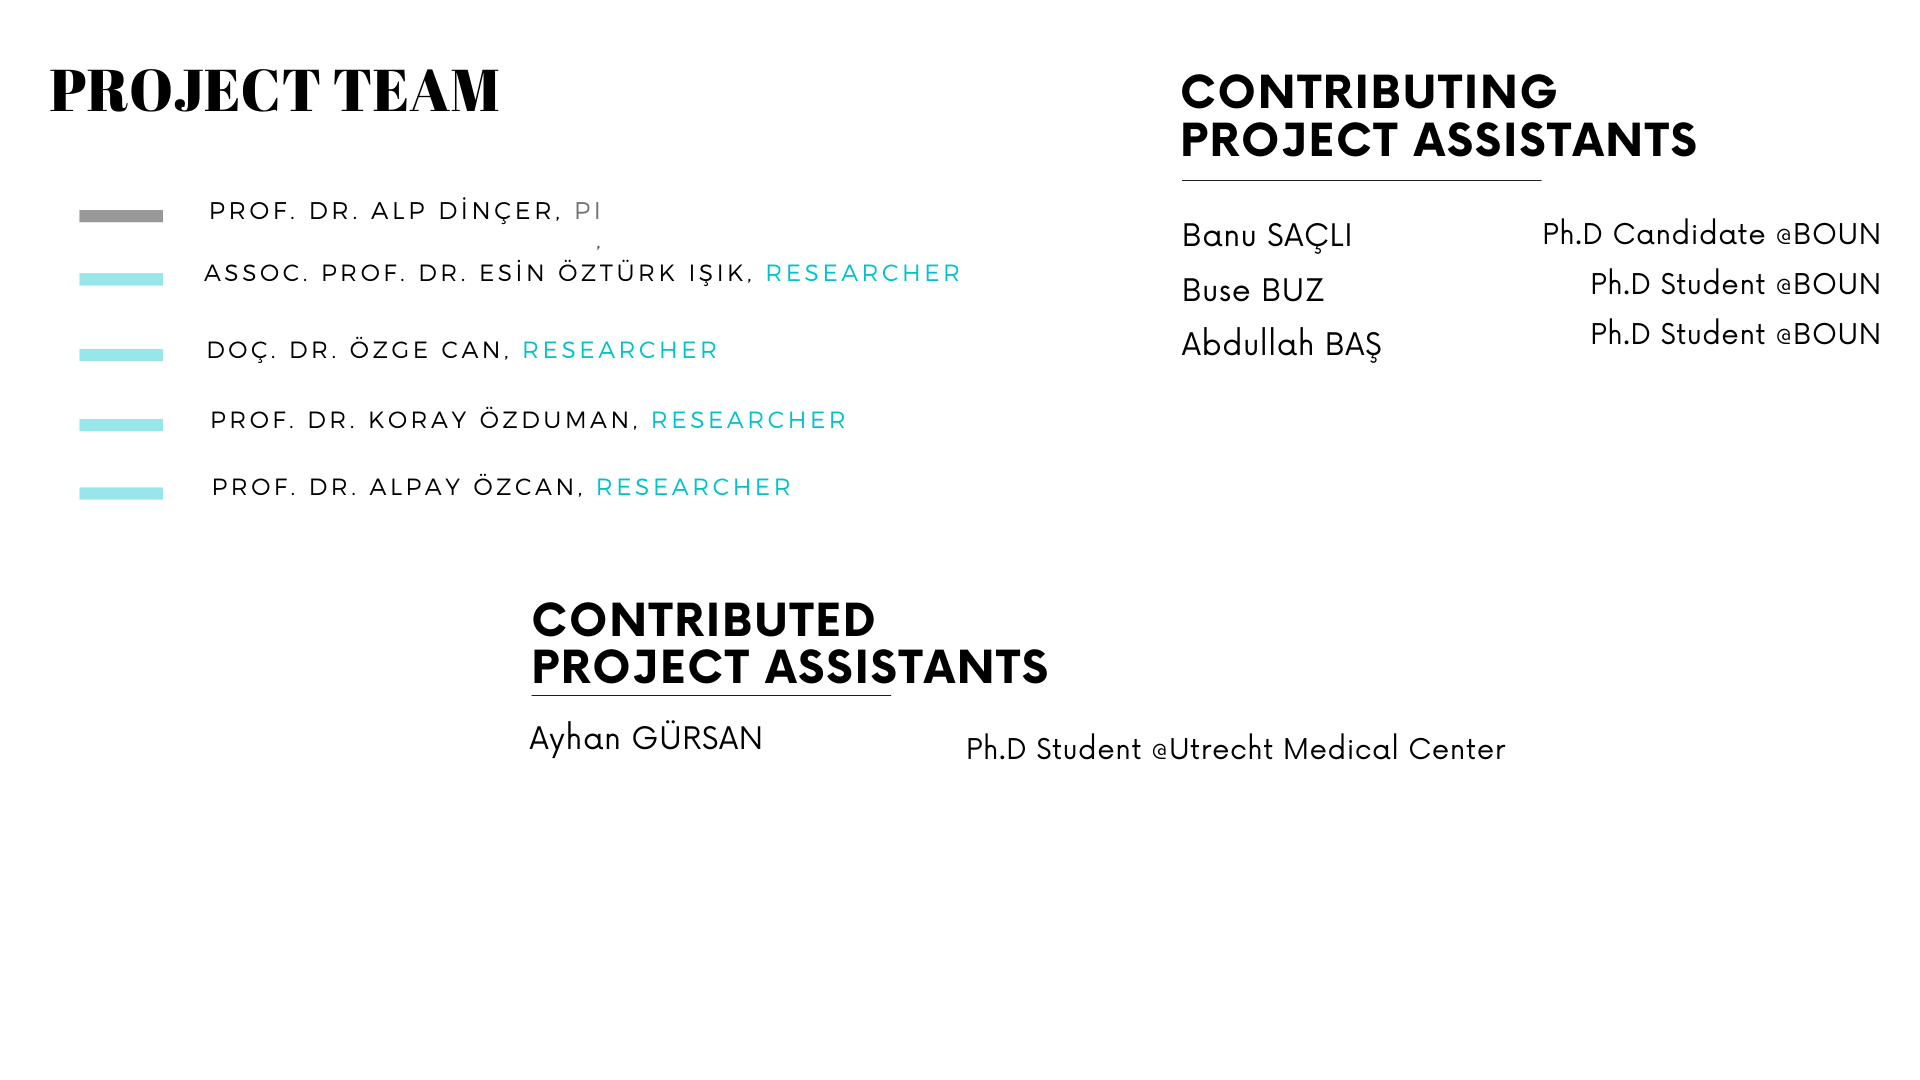 PROJECT TEAM
PROF. DR. ALP DİNÇER, PI
,
ASSOC. PROF. DR. ESİN ÖZTÜRK IŞIK, RESEARCHER
DOÇ. DR. ÖZGE CAN, RESEARCHER
PROF. DR. KORAY ÖZDUMAN, RESEARCHER
PROF. DR. ALPAY ÖZCAN, RESEARCHER
CONTRIBUTING
PROJECT ASSISTANTS
Banu SAÇLI Ph.D Candidate @BOUN
Buse BUZ Ph.D Student @BOUN
Abdullah BAŞ Ph.D Student @BOUN
CONTRIBUTED
PROJECT ASSISTANTS
Ayhan GÜRSAN Ph.D Student @Utrecht Medical Center